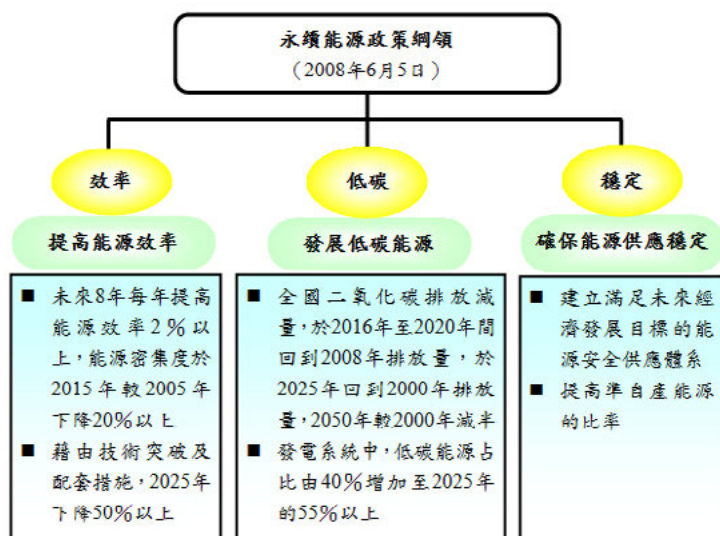 永續能源政策綱領
（2008年6月5日）
效率
提高能源效率
■ 未來8年每年提高
能源效率2％以
上，能源密集度於
2015年較2005年
下降20％以上
■ 藉由技術突破及
配套措施，2025年
下降50％以上
低碳
發展低碳能源
■ 全國二氧化碳排放減
量，於2016年至2020年間
回到2008年排放量，於
2025年回到2000年排放
量，2050年較2000年減半
■ 發電系統中，低碳能源占
比由40％增加至2025年
的55％以上
穩定
確保能源供應穩定
■ 建立滿足未來經
濟發展目標的能
源安全供應體系
■ 提高準自產能源
的比率